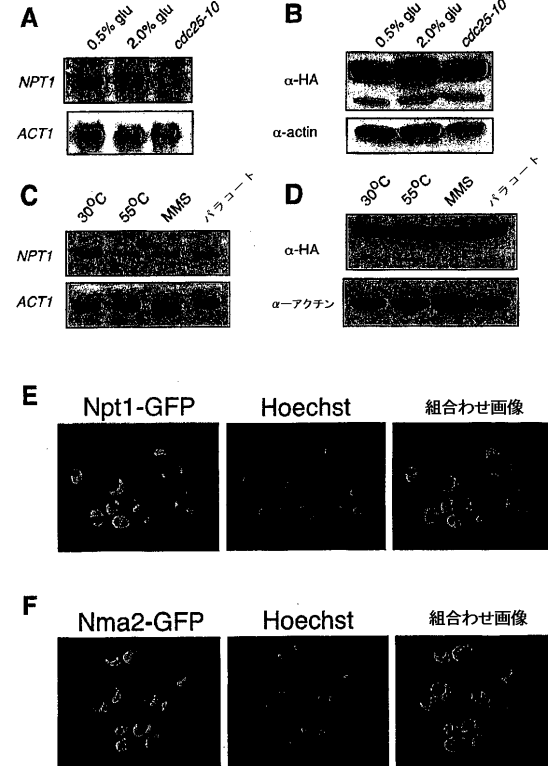 A
0.5% glu
2.0% glu
cdc25-10
NPT1
ACT1
B
0.5% glu
2.0% glu
cdc25-10
α-HA
α-actin
C
30°C
55°C
MMS
パラコート
NPT1
ACT1
D
30°C
55°C
MMS
パラコート
α-HA
α-アクチン
E
Npt1-GFP
Hoechst
組合わせ画像
F
Nma2-GFP
Hoechst
組合わせ画像